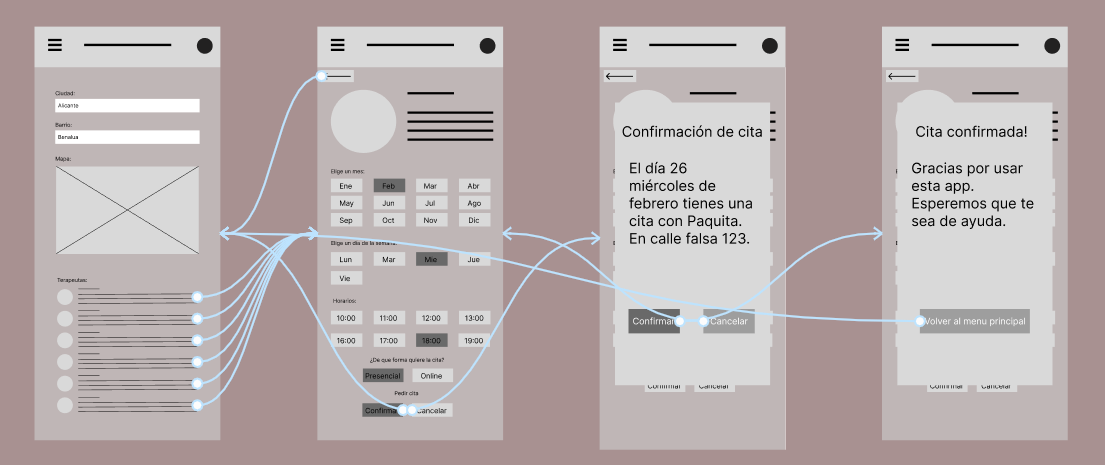 Ciudad:
Alicante
Barrio:
Benalua
Mapa:
Terapeutas:
Elige un mes:
Ene Feb Mar Abr
May Jun Jul Ago
Sep Oct Nov Dic
Elige un día de la semana:
Lun Mar Mie Jue
Vie
Horarios:
10:00 11:00 12:00 13:00
16:00 17:00 18:00 19:00
¿De que forma quiere la cita?
Presencial Online
Pedir cita
Confirmar Cancelar
Confirmación de cita
El día 26
miércoles de
febrero tienes una
cita con Paquita.
En calle falsa 123.
Confirmar Cancelar
Confirmar Cancelar
Cita confirmada!
Gracias por usar
esta app.
Esperemos que te
sea de ayuda.
Volver al menu principal
Confirmar Cancelar